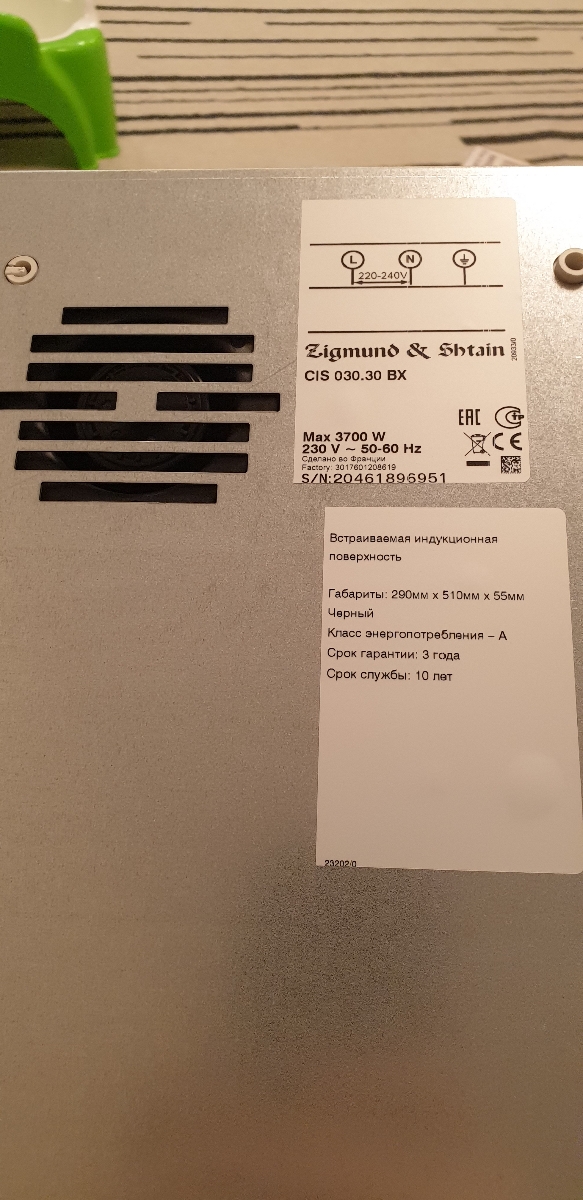 L N
220-240V
Zigmund & Shtain
CIS 030.30 BX
EAC
CE
Max 3700 W
230 V ~ 50-60 Hz
Сделано во Франции
Factory: 3017601208619
S/N:20461896951
Встраиваемая индукционная
поверхность
Габариты: 290мм x 510мм x 55мм
Черный
Класс энергопотребления – А
Срок гарантии: 3 года
Срок службы: 10 лет
23202/0